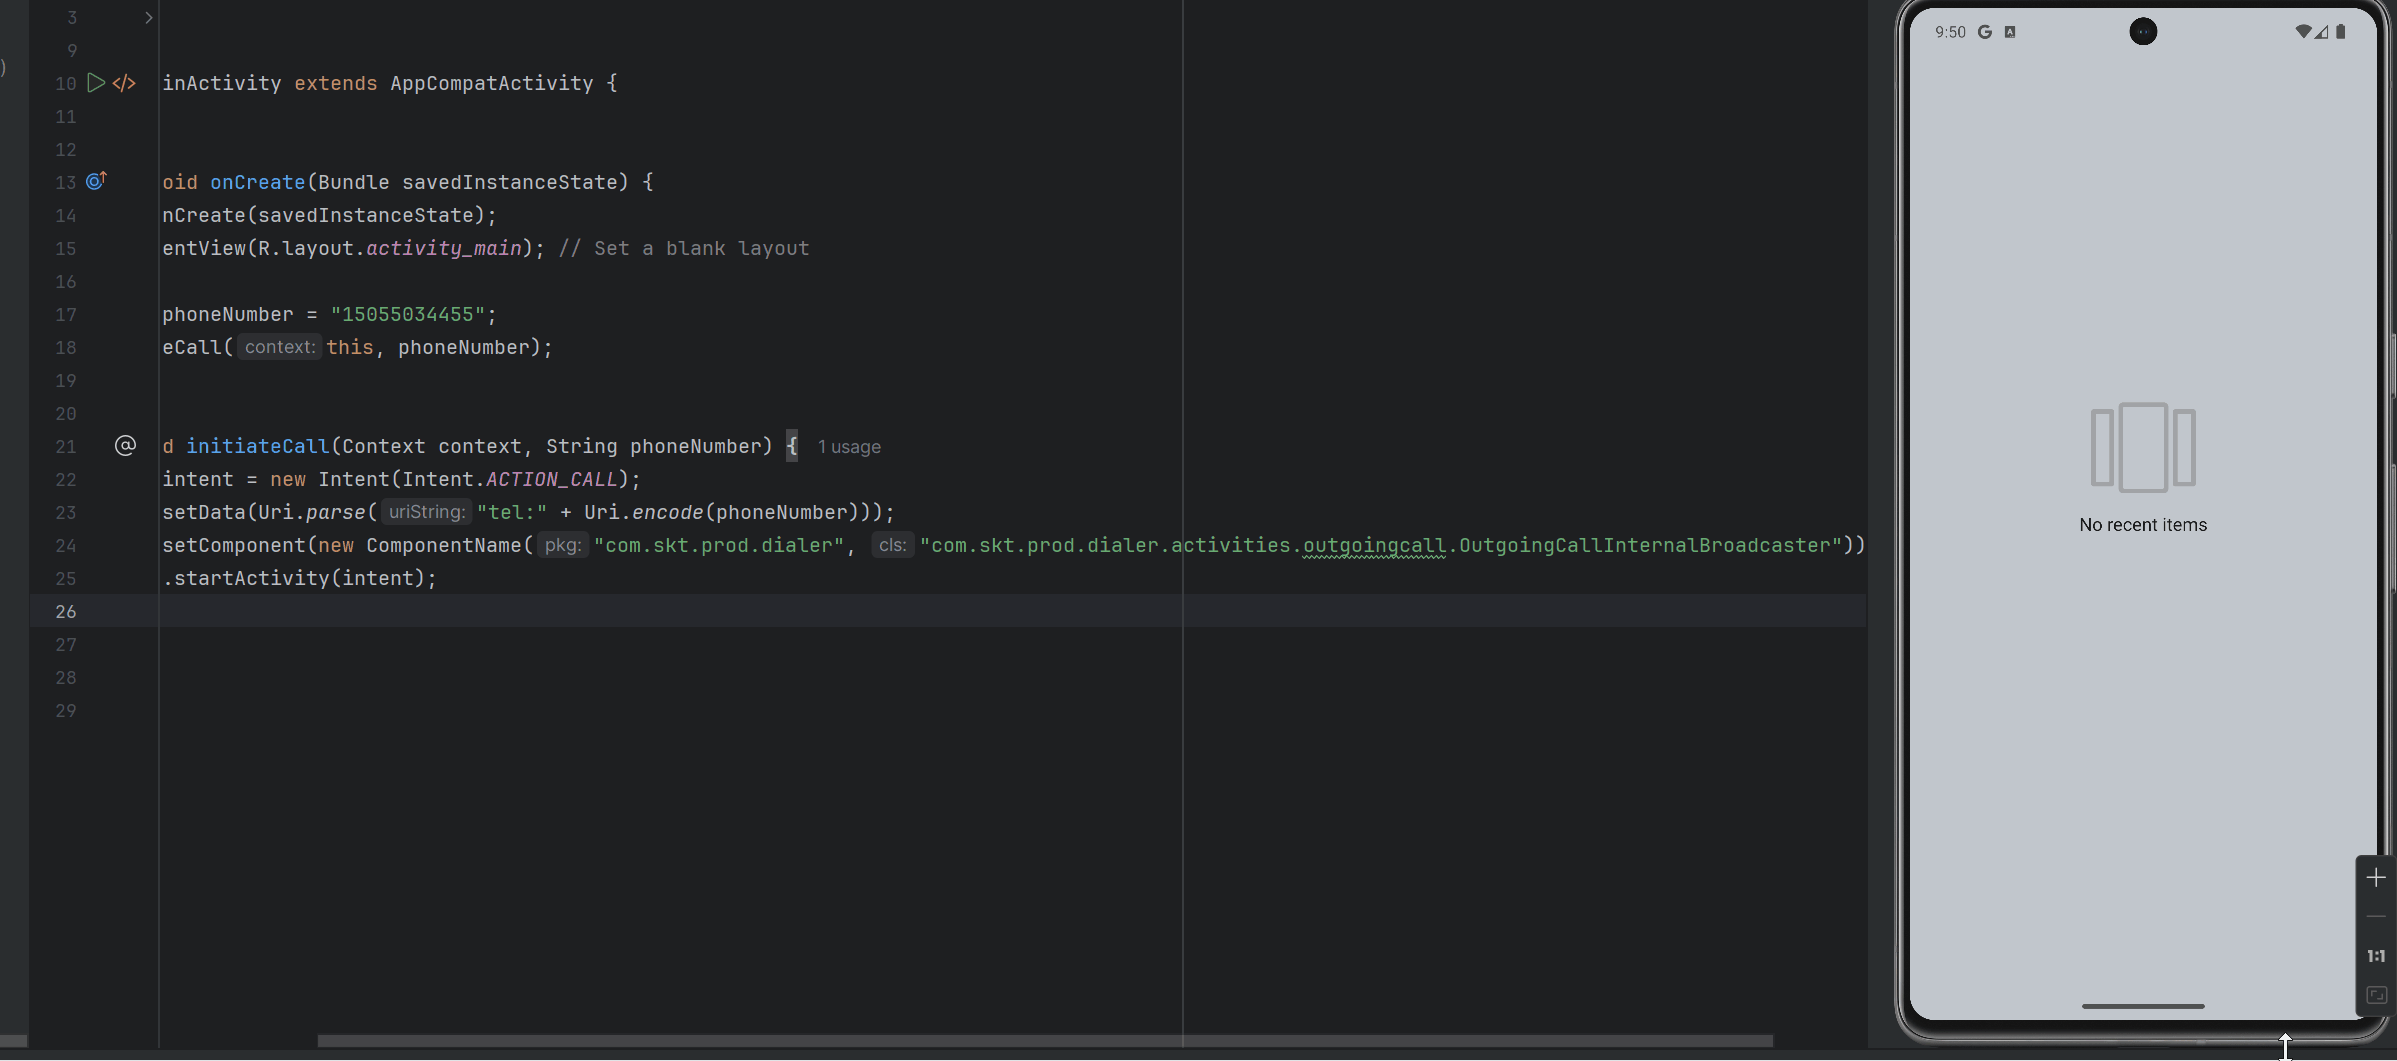 3
9
10 inActivity extends AppCompatActivity {
11
12
13 oid onCreate(Bundle savedInstanceState) {
14 nCreate(savedInstanceState);
15 entView(R.layout.activity_main); // Set a blank layout
16
17 phoneNumber = "15055034455";
18 eCall( context: this, phoneNumber);
19
20
21 d initiateCall(Context context, String phoneNumber) { 1 usage
22 intent = new Intent(Intent.ACTION_CALL);
23 setData(Uri.parse( uriString: "tel:" + Uri.encode(phoneNumber)));
24 setComponent(new ComponentName( pkg: "com.skt.prod.dialer", cls: "com.skt.prod.dialer.activities.outgoingcall.OutgoingCallInternalBroadcaster"))
25 .startActivity(intent);
26
27
28
29
)
9:50 G A
No recent items
1:1